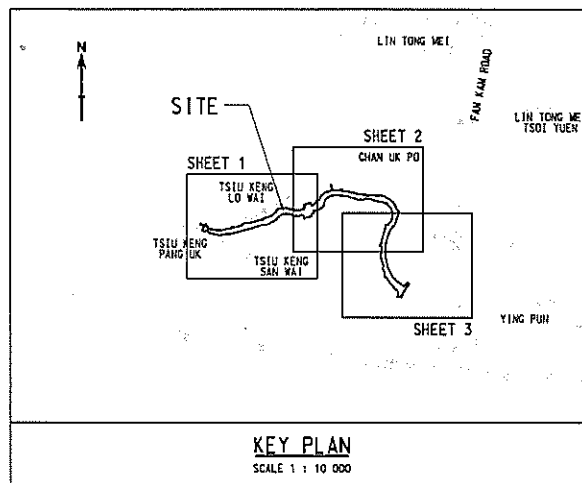 LIN TONG MEI
N
FAN KAM ROAD
LIN TONG ME
TSOI YUEN
SITE
SHEET 2
CHAN UK PO
SHEET 1
TSIU KENG
LO WAI
TSIU KENG
PANG UK
TSIU KENG
SAN WAI
SHEET 3
YING PUN
KEY PLAN
SCALE 1 : 10 000